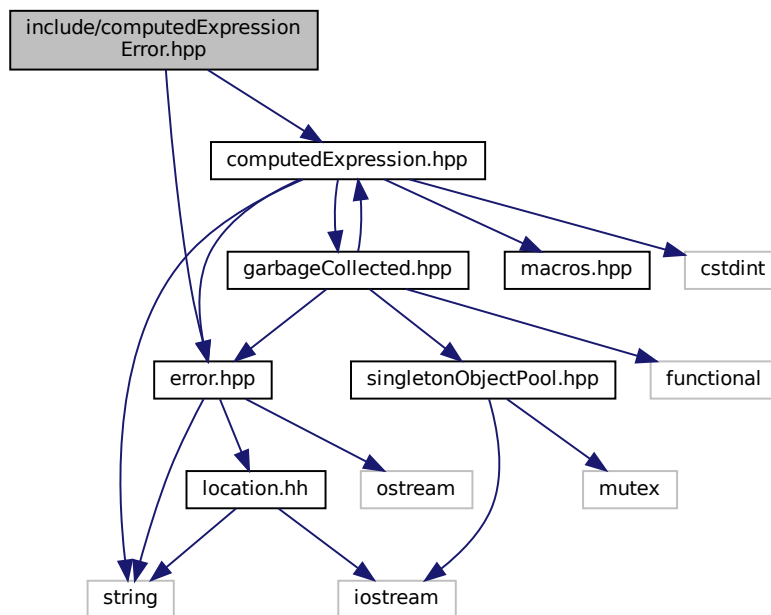 include/computedExpression
Error.hpp
computedExpression.hpp
garbageCollected.hpp
macros.hpp
cstdint
error.hpp
singletonObjectPool.hpp
functional
location.hh
ostream
mutex
string
iostream